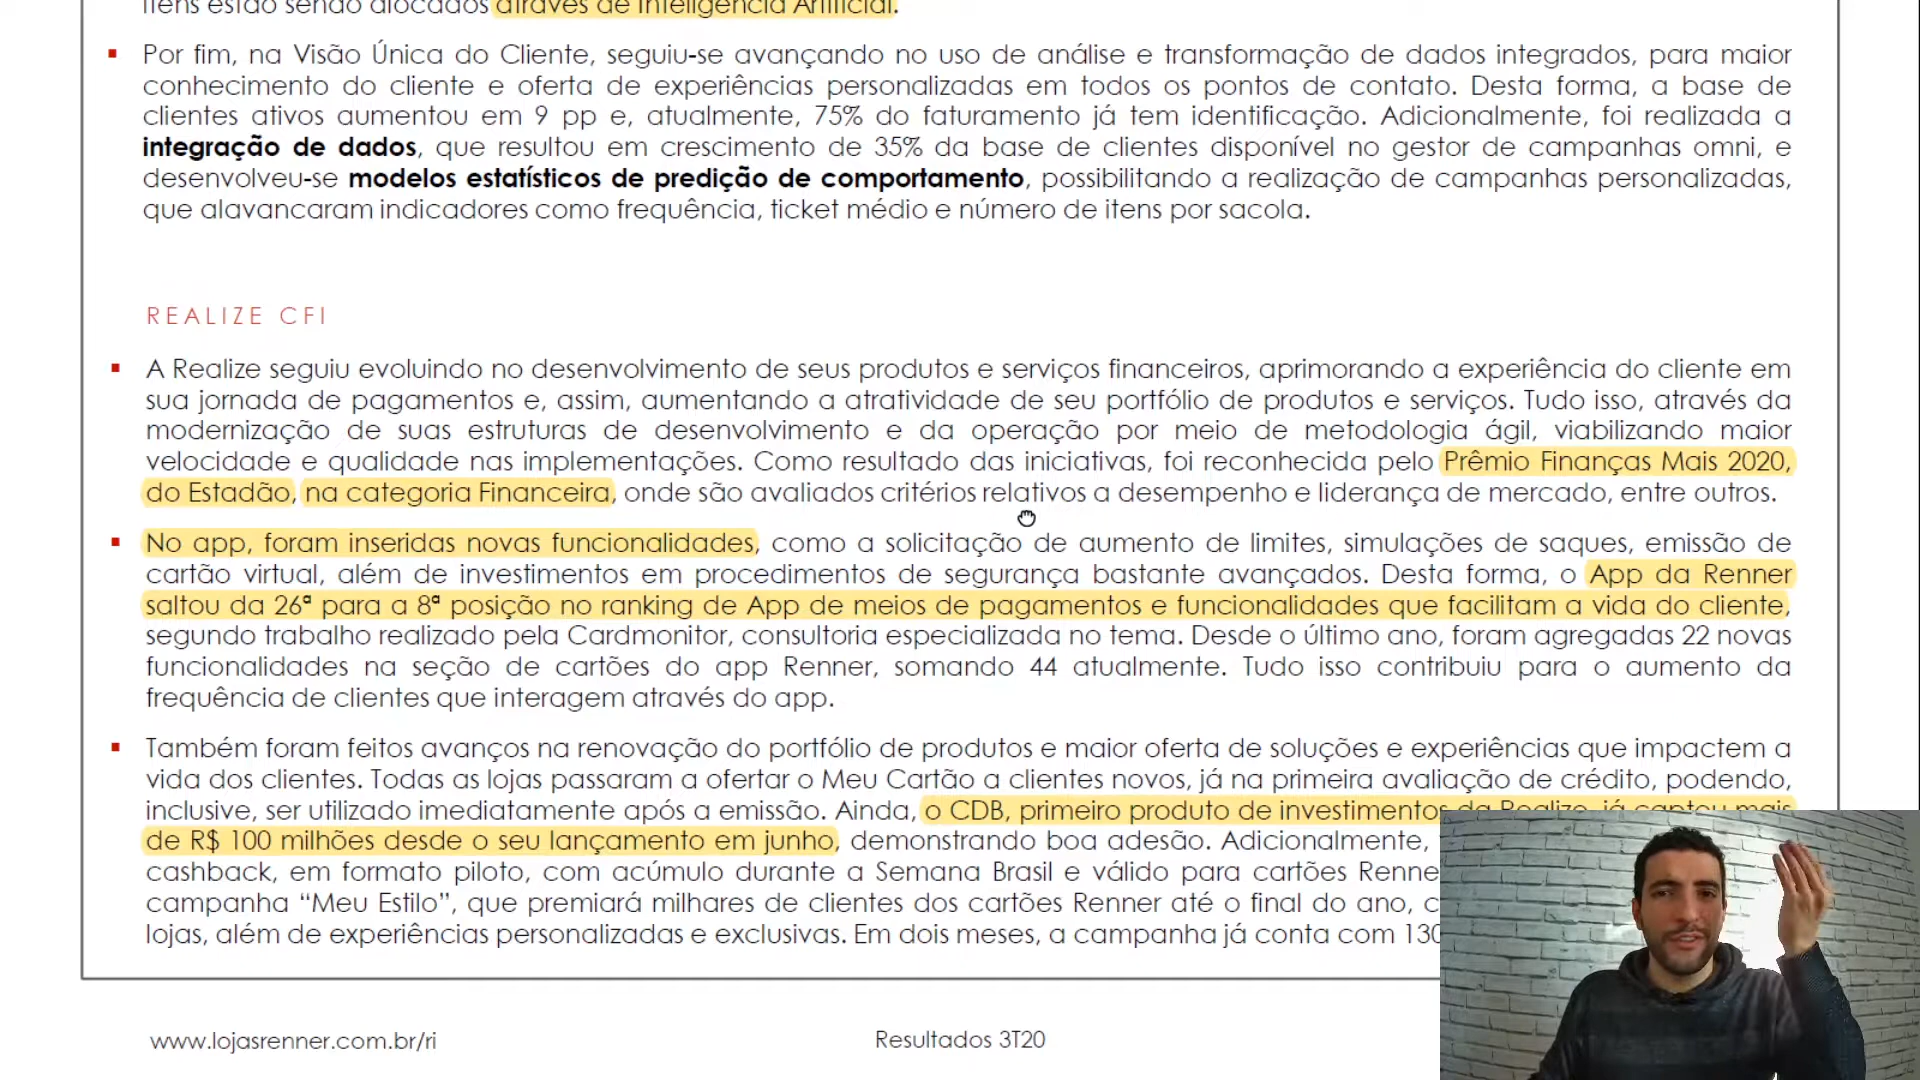 itens estão sendo alocados através de Inteligência Artificial.
Por fim, na Visão Única do Cliente, seguiu-se avançando no uso de análise e transformação de dados integrados, para maior
conhecimento do cliente e oferta de experiências personalizadas em todos os pontos de contato. Desta forma, a base de
clientes ativos aumentou em 9 pp e, atualmente, 75% do faturamento já tem identificação. Adicionalmente, foi realizada a
integração de dados, que resultou em crescimento de 35% da base de clientes disponível no gestor de campanhas omni, e
desenvolveu-se modelos estatísticos de predição de comportamento, possibilitando a realização de campanhas personalizadas,
que alavancaram indicadores como frequência, ticket médio e número de itens por sacola.
REALIZE CFI
A Realize seguiu evoluindo no desenvolvimento de seus produtos e serviços financeiros, aprimorando a experiência do cliente em
sua jornada de pagamentos e, assim, aumentando a atratividade de seu portfólio de produtos e serviços. Tudo isso, através da
modernização de suas estruturas de desenvolvimento e da operação por meio de metodologia ágil, viabilizando maior
velocidade e qualidade nas implementações. Como resultado das iniciativas, foi reconhecida pelo Prêmio Finanças Mais 2020,
do Estadão, na categoria Financeira, onde são avaliados critérios relativos a desempenho e liderança de mercado, entre outros.
No app, foram inseridas novas funcionalidades, como a solicitação de aumento de limites, simulações de saques, emissão de
cartão virtual, além de investimentos em procedimentos de segurança bastante avançados. Desta forma, o App da Renner
saltou da 26ª para a 8ª posição no ranking de App de meios de pagamentos e funcionalidades que facilitam a vida do cliente,
segundo trabalho realizado pela Cardmonitor, consultoria especializada no tema. Desde o último ano, foram agregadas 22 novas
funcionalidades na seção de cartões do app Renner, somando 44 atualmente. Tudo isso contribuiu para o aumento da
frequência de clientes que interagem através do app.
Também foram feitos avanços na renovação do portfólio de produtos e maior oferta de soluções e experiências que impactem a
vida dos clientes. Todas as lojas passaram a ofertar o Meu Cartão a clientes novos, já na primeira avaliação de crédito, podendo,
inclusive, ser utilizado imediatamente após a emissão. Ainda, o CDB, primeiro produto de investimentos da Realize, já captou mais
de R$ 100 milhões desde o seu lançamento em junho, demonstrando boa adesão. Adicionalmente,
cashback, em formato piloto, com acúmulo durante a Semana Brasil e válido para cartões Renne
campanha “Meu Estilo”, que premiará milhares de clientes dos cartões Renner até o final do ano, c
lojas, além de experiências personalizadas e exclusivas. Em dois meses, a campanha já conta com 130
www.lojasrenner.com.br/ri
Resultados 3T20